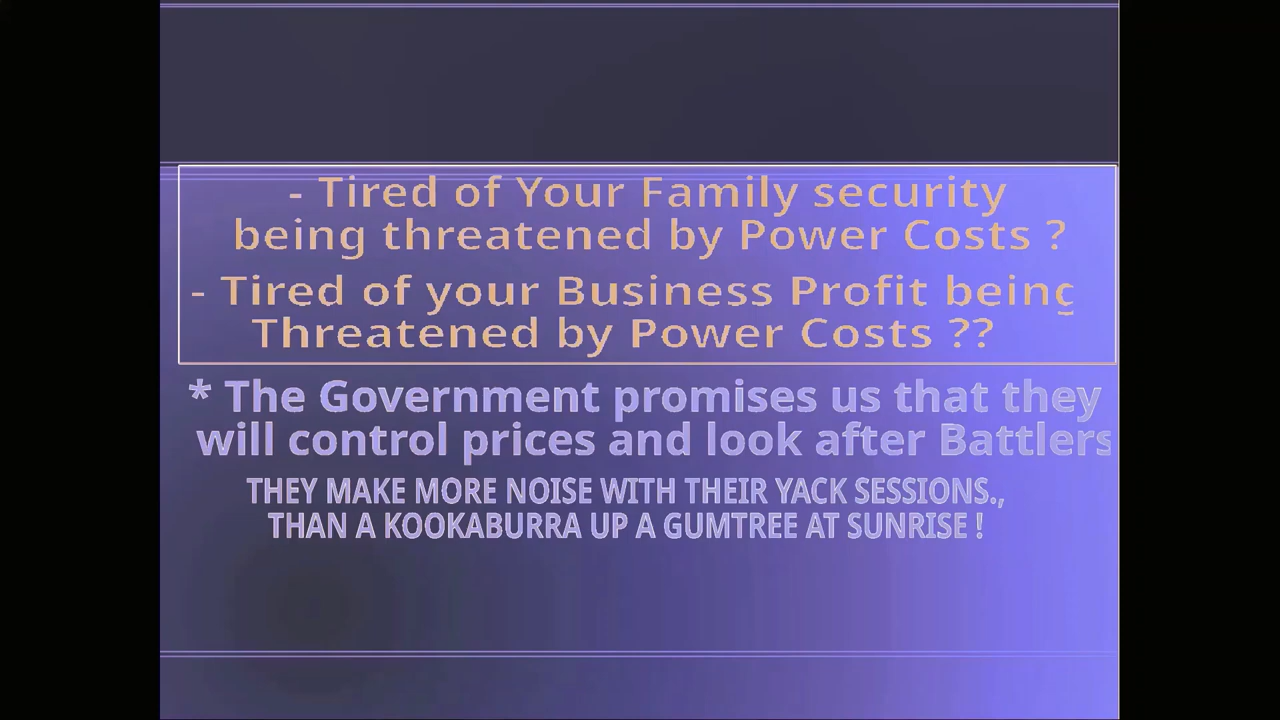 - Tired of Your Family security
being threatened by Power Costs ?
- Tired of your Business Profit being
Threatened by Power Costs ??
* The Government promises us that they
will control prices and look after Battlers
THEY MAKE MORE NOISE WITH THEIR YACK SESSIONS.,
THAN A KOOKABURRA UP A GUMTREE AT SUNRISE !